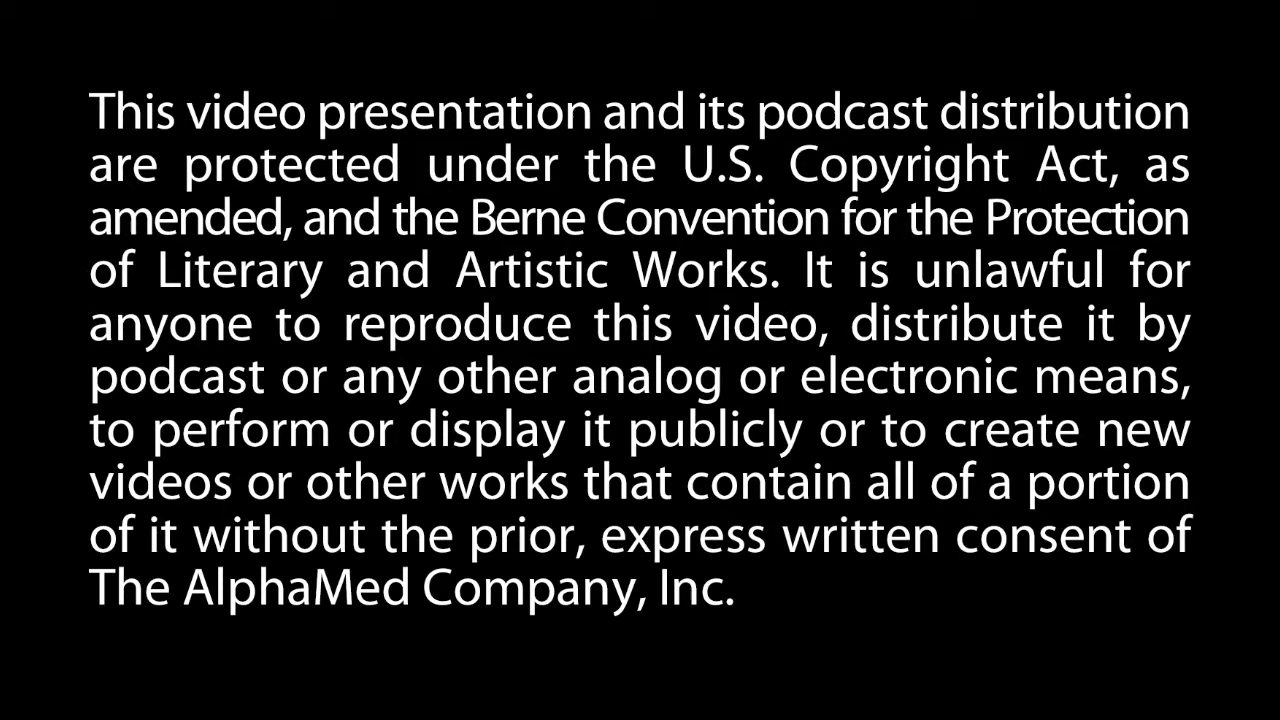 This video presentation and its podcast distribution
are protected under the U.S. Copyright Act, as
amended, and the Berne Convention for the Protection
of Literary and Artistic Works. It is unlawful for
anyone to reproduce this video, distribute it by
podcast or any other analog or electronic means,
to perform or display it publicly or to create new
videos or other works that contain all of a portion
of it without the prior, express written consent of
The AlphaMed Company, Inc.